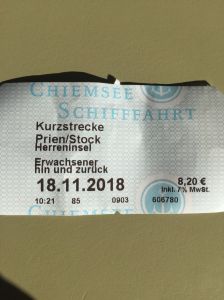 CHIEMSEE
SCHIFFFAHRT
Kurzstrecke
Prien/Stock
Herreninsel
Erwachsener
hin und zurück
18.11.2018 8,20 €
inkl. 7% MwSt.
10:21 85 0903 606780